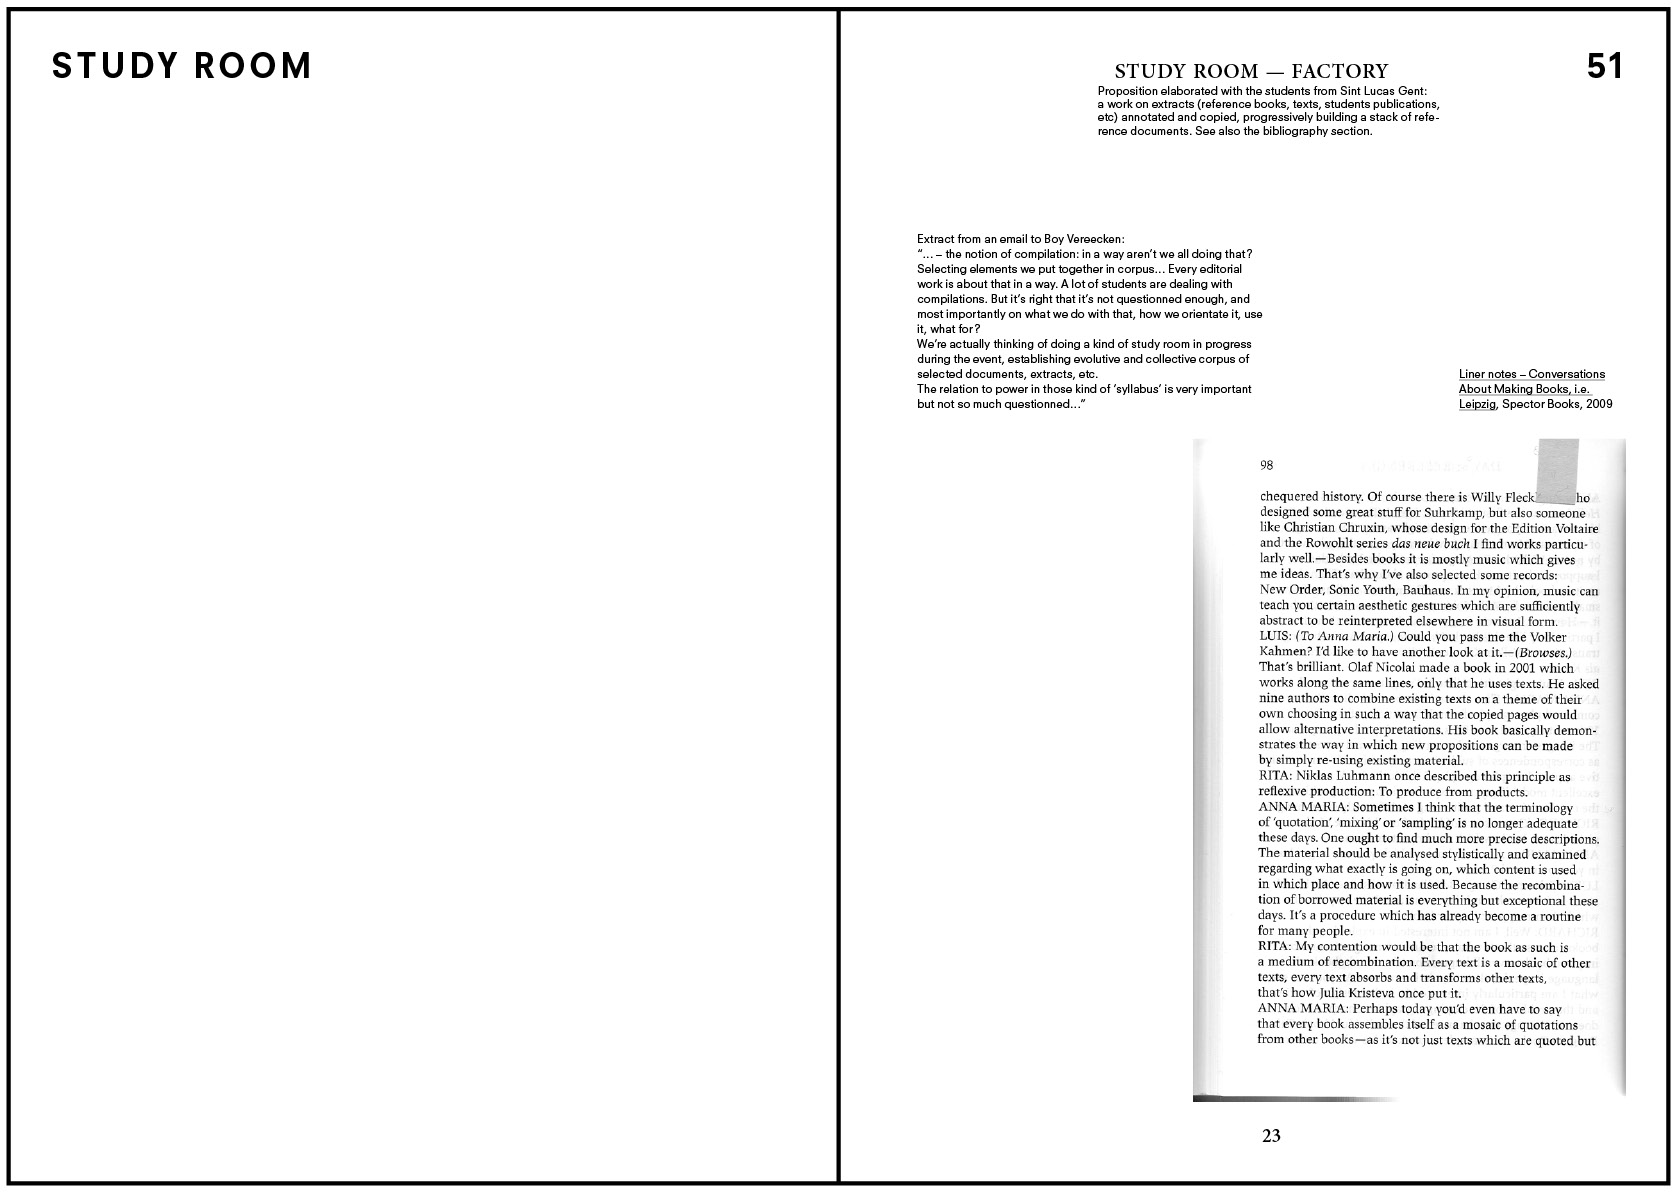 STUDY ROOM
STUDY ROOM — FACTORY
51
Proposition elaborated with the students from Sint Lucas Gent:
a work on extracts (reference books, texts, students publications,
etc) annotated and copied, progressively building a stack of refe-
rence documents. See also the bibliography section.
Extract from an email to Boy Vereecken:
“... – the notion of compilation: in a way aren’t we all doing that?
Selecting elements we put together in corpus... Every editorial
work is about that in a way. A lot of students are dealing with
compilations. But it’s right that it’s not questionned enough, and
most importantly on what we do with that, how we orientate it, use
it, what for?
We’re actually thinking of doing a kind of study room in progress
during the event, establishing evolutive and collective corpus of
selected documents, extracts, etc.
The relation to power in those kind of ‘syllabus’ is very important
but not so much questionned...”
Liner notes – Conversations
About Making Books, i.e.
Leipzig, Spector Books, 2009
98
chequered history. Of course there is Willy Fleck ho
designed some great stuff for Suhrkamp, but also someone
like Christian Chruxin, whose design for the Edition Voltaire
and the Rowohlt series das neue buch I find works particu-
larly well.—Besides books it is mostly music which gives
me ideas. That’s why I’ve also selected some records:
New Order, Sonic Youth, Bauhaus. In my opinion, music can
teach you certain aesthetic gestures which are sufficiently
abstract to be reinterpreted elsewhere in visual form.
LUIS: (To Anna Maria.) Could you pass me the Volker
Kahmen? I’d like to have another look at it.—(Browses.)
That’s brilliant. Olaf Nicolai made a book in 2001 which
works along the same lines, only that he uses texts. He asked
nine authors to combine existing texts on a theme of their
own choosing in such a way that the copied pages would
allow alternative interpretations. His book basically demon-
strates the way in which new propositions can be made
by simply re-using existing material.
RITA: Niklas Luhmann once described this principle as
reflexive production: To produce from products.
ANNA MARIA: Sometimes I think that the terminology
of ‘quotation’, ‘mixing’ or ‘sampling’ is no longer adequate
these days. One ought to find much more precise descriptions.
The material should be analysed stylistically and examined
regarding what exactly is going on, which content is used
in which place and how it is used. Because the recombina-
tion of borrowed material is everything but exceptional these
days. It’s a procedure which has already become a routine
for many people.
RITA: My contention would be that the book as such is
a medium of recombination. Every text is a mosaic of other
texts, every text absorbs and transforms other texts,
that’s how Julia Kristeva once put it.
ANNA MARIA: Perhaps today you’d even have to say
that every book assembles itself as a mosaic of quotations
from other books—as it’s not just texts which are quoted but
23